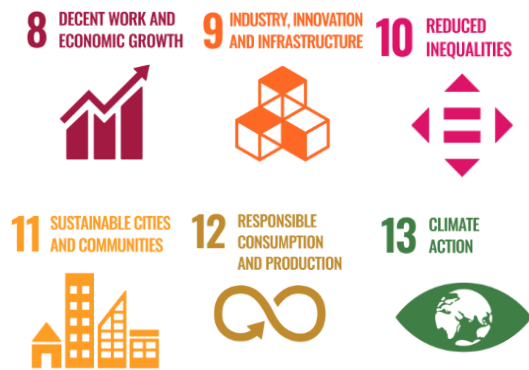 8 DECENT WORK AND
ECONOMIC GROWTH
9 INDUSTRY, INNOVATION
AND INFRASTRUCTURE
10 REDUCED
INEQUALITIES
11 SUSTAINABLE CITIES
AND COMMUNITIES
12 RESPONSIBLE
CONSUMPTION
AND PRODUCTION
13 CLIMATE
ACTION